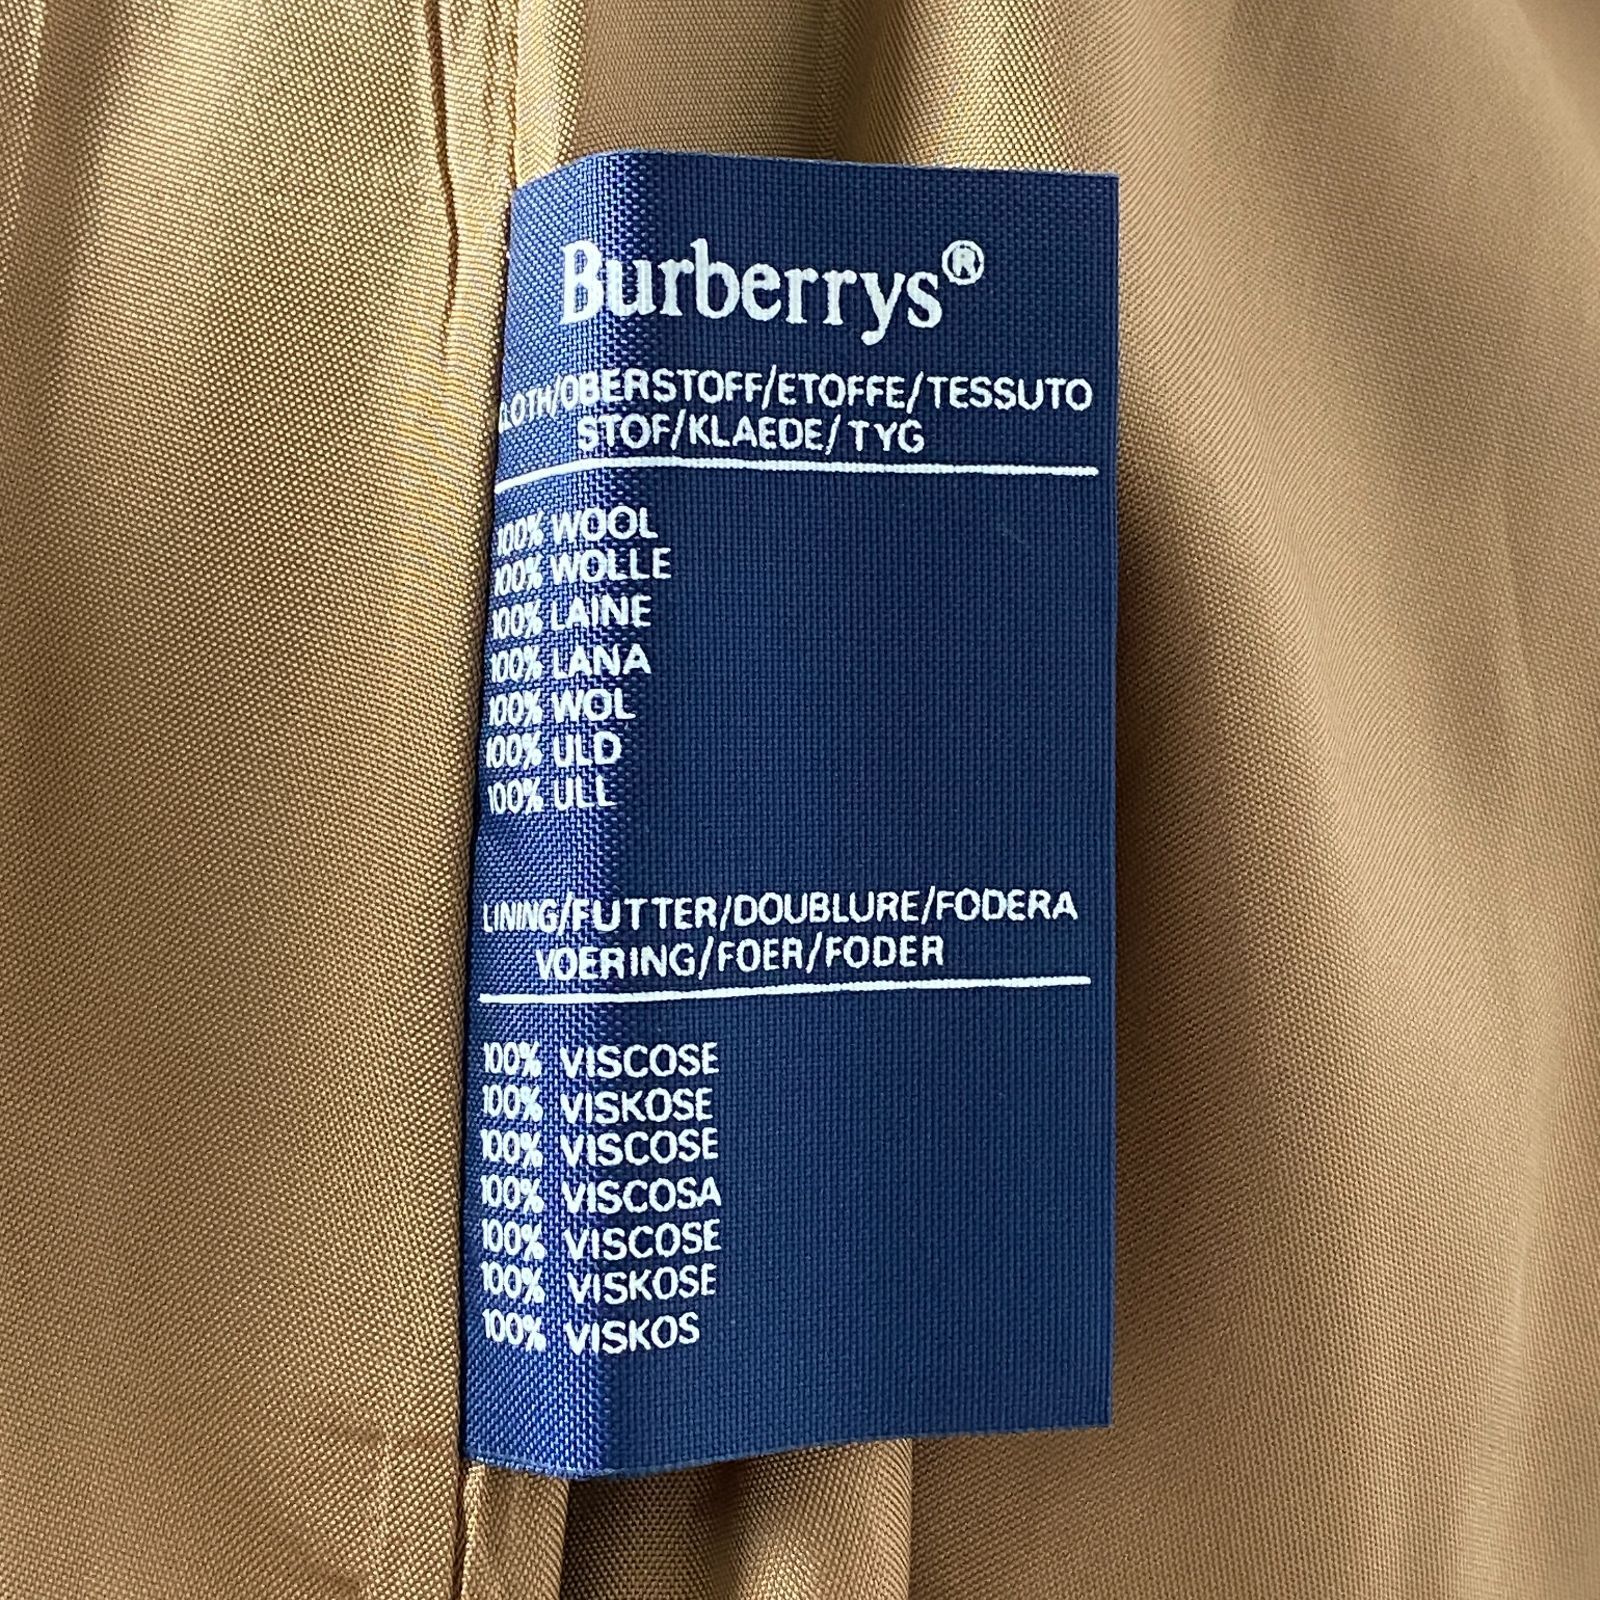 Burberrys®
CLOTH/OBERSTOFF/ETOFFE/TESSUTO
STOF/KLAEDE/TYG
100% WOOL
100% WOLLE
100% LAINE
100% LANA
100% WOL
100% ULD
100% ULL
LINING/FUTTER/DOUBLURE/FODERA
VOERING/FOER/FODER
100% VISCOSE
100% VISKOSE
100% VISCOSE
100% VISCOSA
100% VISCOSE
100% VISKOSE
100% VISKOS